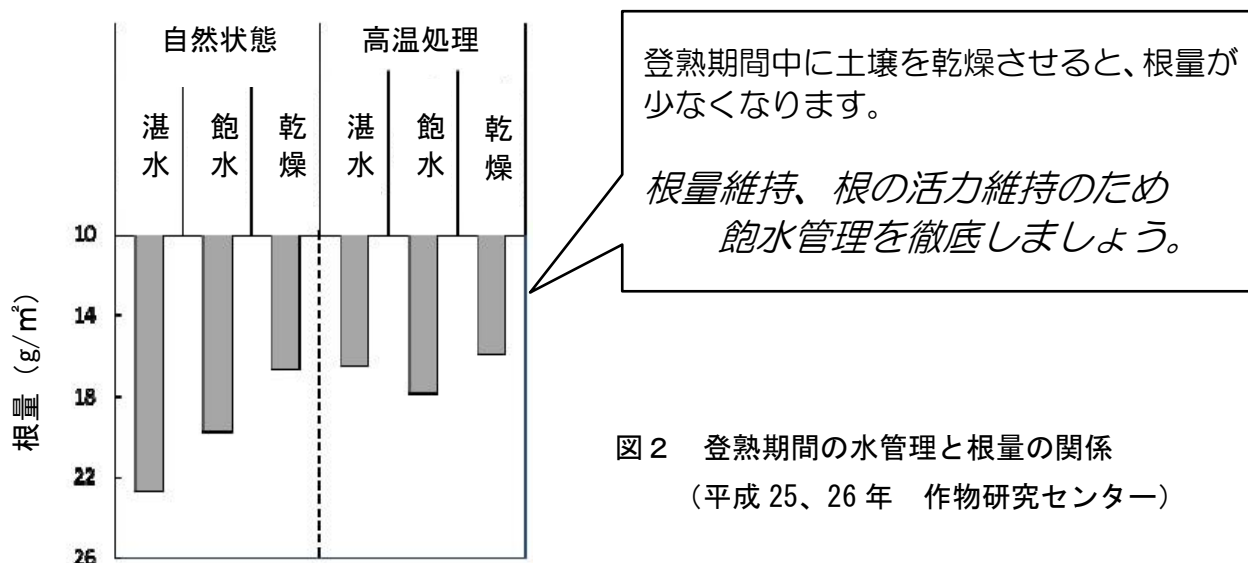 自然状態 高温処理
湛水 飽水 乾燥 湛水 飽水 乾燥
10
14
18
22
26
根量（g/㎡）
登熟期間中に土壌を乾燥させると、根量が
少なくなります。
根量維持、根の活力維持のため
飽水管理を徹底しましょう。
図２ 登熟期間の水管理と根量の関係
（平成 25、26 年 作物研究センター）